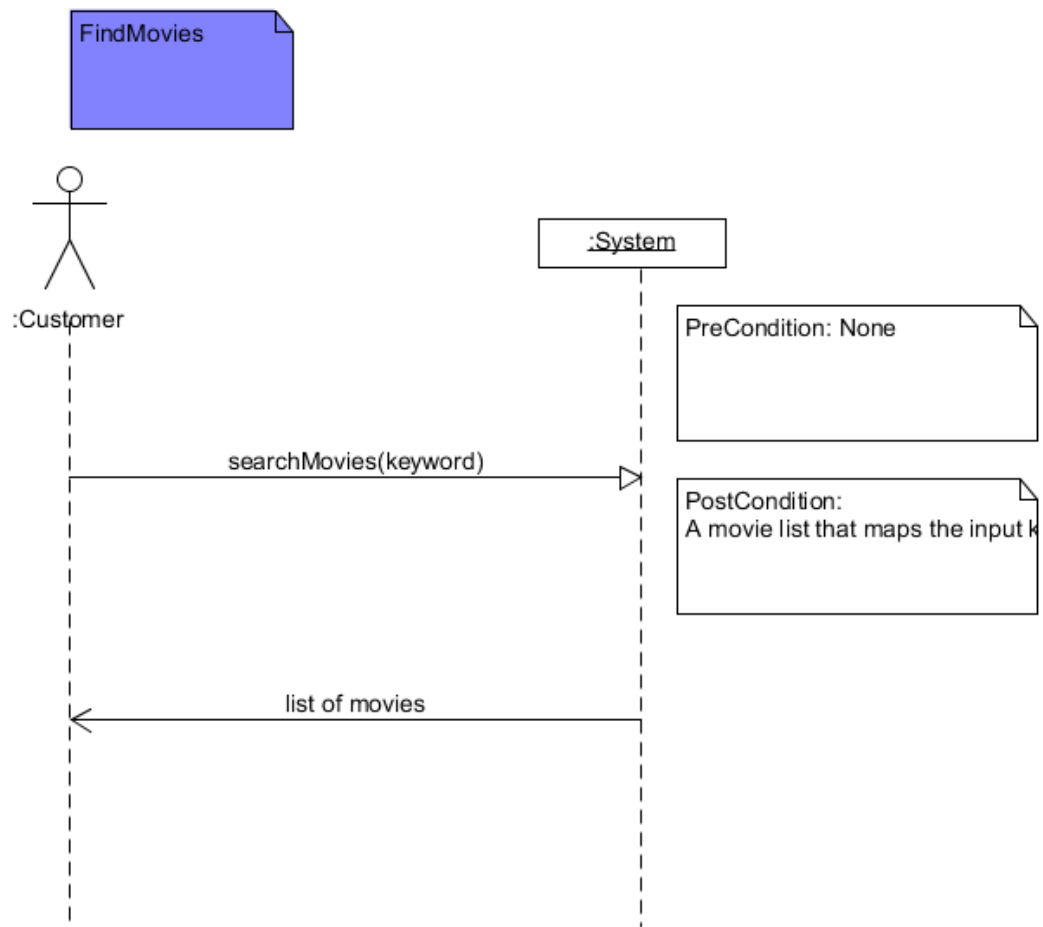 FindMovies
:System
:Customer
PreCondition: None
searchMovies(keyword)
PostCondition:
A movie list that maps the input k
list of movies